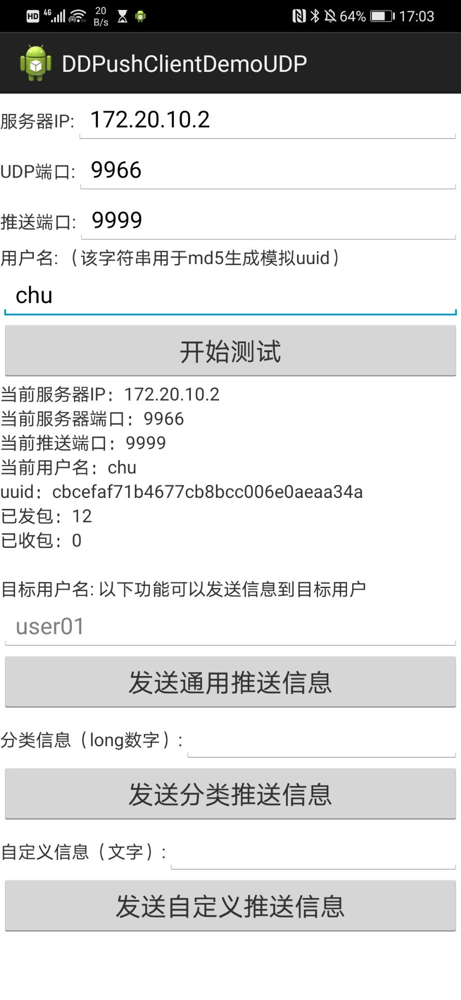 HD 4G 20 B/s 64% 17:03
DDPushClientDemoUDP
服务器IP: 172.20.10.2
UDP端口: 9966
推送端口: 9999
用户名:（该字符串用于md5生成模拟uuid）
chu
开始测试
当前服务器IP：172.20.10.2
当前服务器端口：9966
当前推送端口：9999
当前用户名：chu
uuid：cbcefaf71b4677cb8bcc006e0aeaa34a
已发包：12
已收包：0
目标用户名: 以下功能可以发送信息到目标用户
user01
发送通用推送信息
分类信息（long数字）:
发送分类推送信息
自定义信息（文字）:
发送自定义推送信息